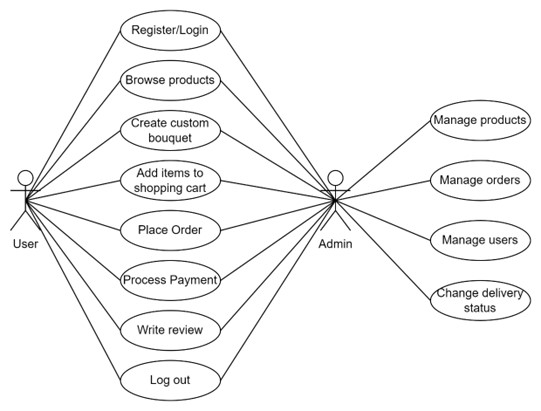 Register/Login
Browse products
Create custom
bouquet
Add items to
shopping cart
Place Order
Process Payment
Write review
Log out
User
Admin
Manage products
Manage orders
Manage users
Change delivery
status